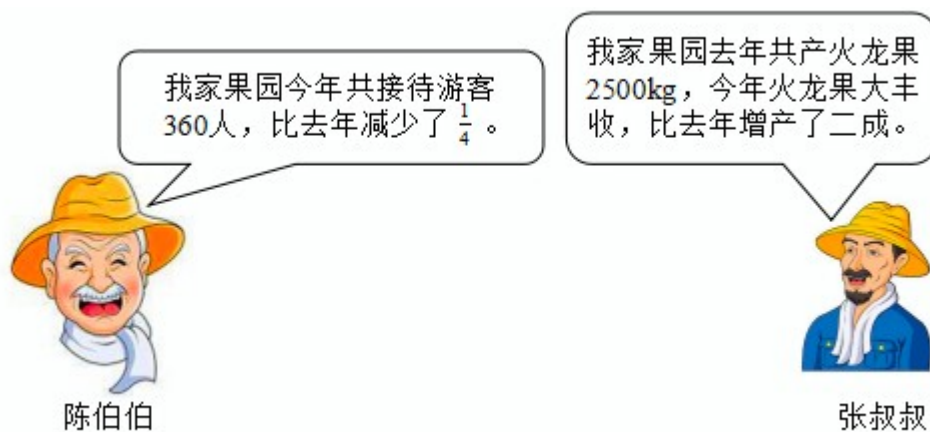 我家果园今年共接待游客
360人，比去年减少了 1/4 。
我家果园去年共产火龙果
2500kg，今年火龙果大丰
收，比去年增产了二成。
陈伯伯
张叔叔